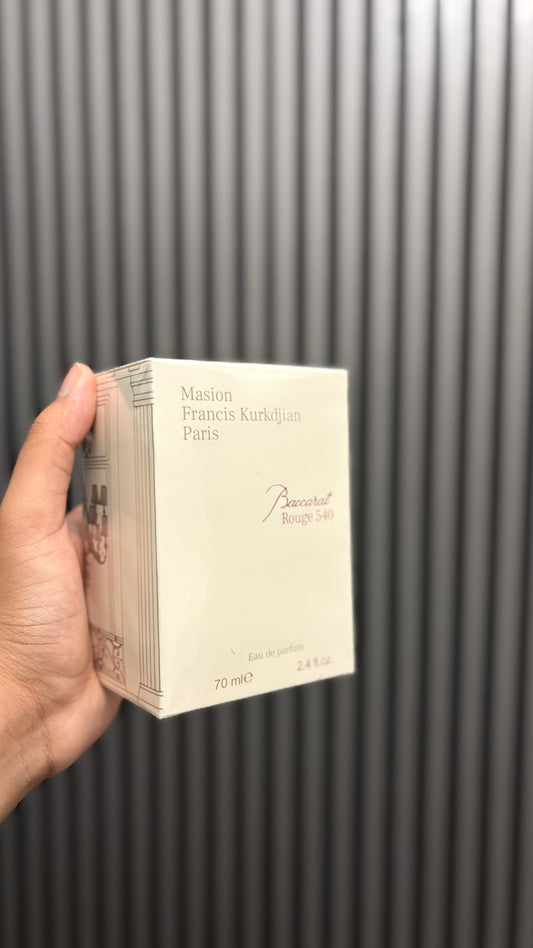 Masion
Francis Kurkdjian
Paris
Baccarat
Rouge 540
Eau de parfum
70 ml℮
2.4 fl.oz.